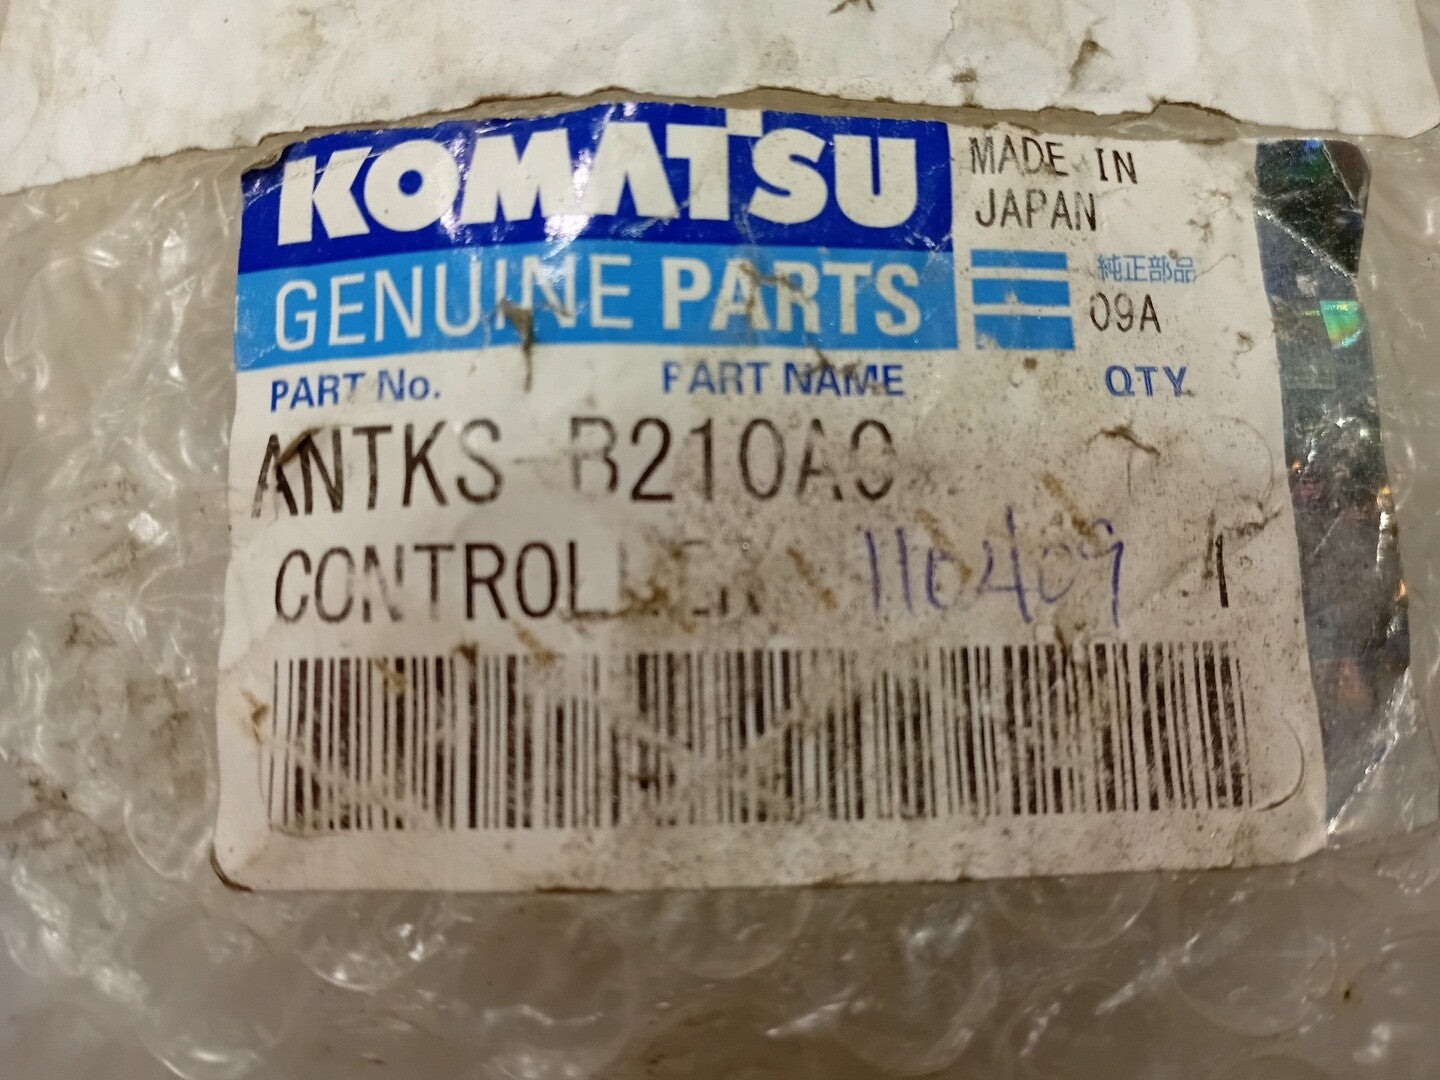 KOMATSU
MADE IN
JAPAN
GENUINE PARTS
純正部品
09A
PART No.
PART NAME
QTY.
ANTKS-B210A0
CONTROLLER
110409
1